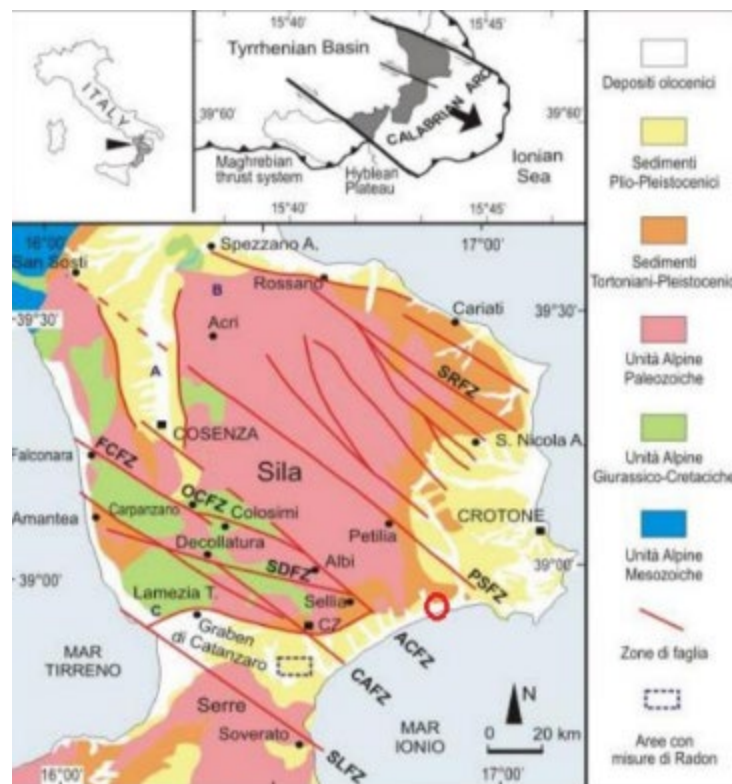 ITALY
15°40'
15°45'
Tyrrhenian Basin
39°60'
39°60'
CALABRIAN ARC
Maghrebian
thrust system
Hyblean
Plateau
Ionian
Sea
15°40'
15°45'
16°00'
17°00'
San Sosti
Spezzano A.
B
Rossano
Cariati
39°30'
39°30'
Acri
A
SRFZ
COSENZA
S. Nicola A.
Falconara
FCFZ
Sila
OCFZ
Carpanzano
Colosimi
CROTONE
Amantea
Petilia
Decollatura
Albi
SDFZ
PSFZ
39°00'
39°00'
Lamezia T.
Sellia
C
CZ
Graben
di Catanzaro
ACFZ
MAR
TIRRENO
CAFZ
Serre
N
MAR
IONIO
Soverato
0 20 km
SLFZ
16°00'
17°00'
Depositi olocenici
Sedimenti
Plio-Pleistocenici
Sedimenti
Tortoniani-Pleistocenic
Unità Alpine
Paleozoiche
Unità Alpine
Giurassico-Cretaciche
Unità Alpine
Mesozoiche
Zone di faglia
Aree con
misure di Radon